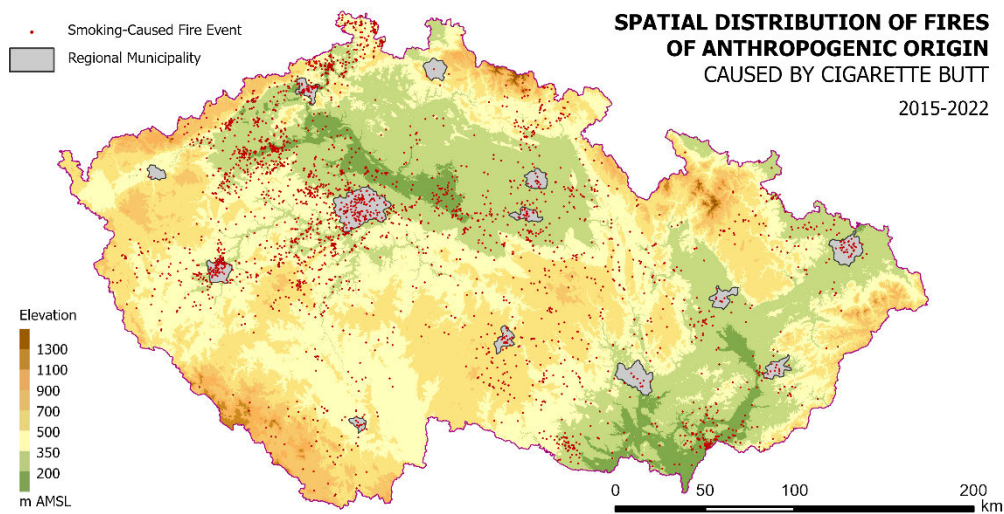 Smoking-Caused Fire Event
Regional Municipality
SPATIAL DISTRIBUTION OF FIRES
OF ANTHROPOGENIC ORIGIN
CAUSED BY CIGARETTE BUTT
2015-2022
Elevation
1300
1100
900
700
500
350
200
m AMSL
0 50 100 200
km